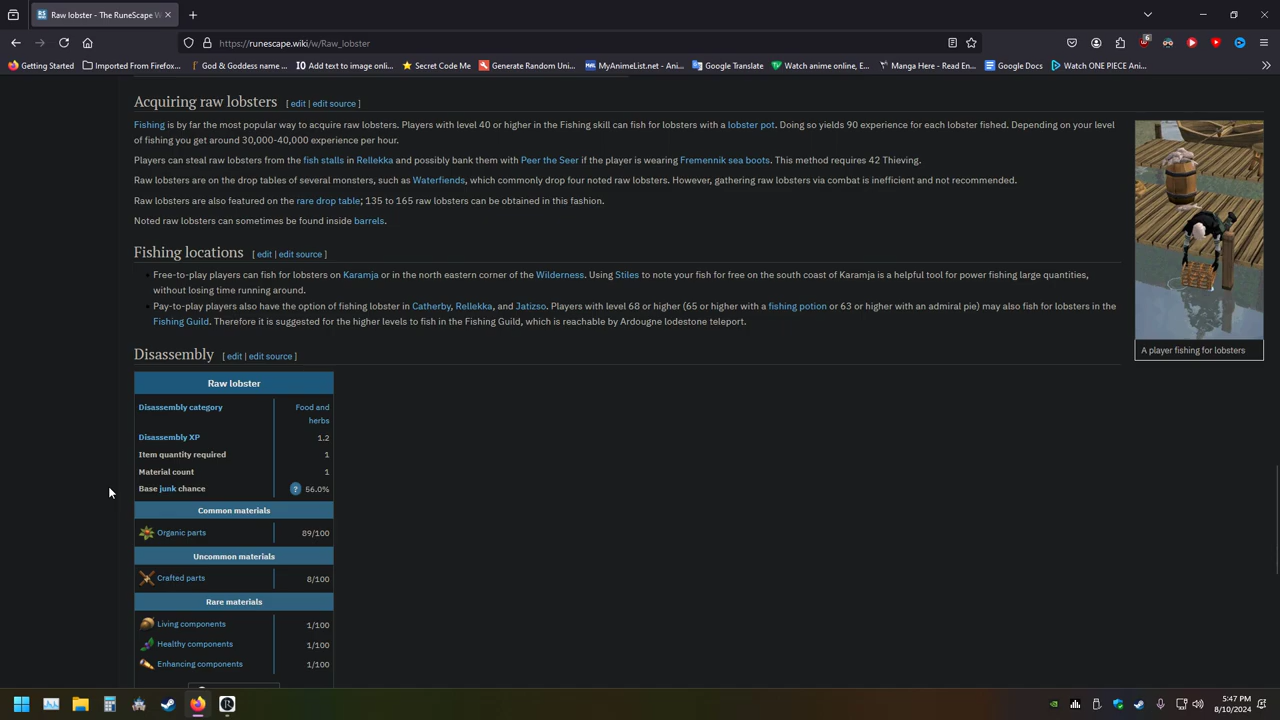 Raw lobster - The RuneScape W
https://runescape.wiki/w/Raw_lobster
Getting Started
Imported From Firefox...
God & Goddess name ...
Add text to image onli...
Secret Code Me
Generate Random Uni...
MyAnimeList.net - Ani...
Google Translate
Watch anime online, E...
Manga Here - Read En...
Google Docs
Watch ONE PIECE Ani...
Acquiring raw lobsters [ edit | edit source ]
Fishing is by far the most popular way to acquire raw lobsters. Players with level 40 or higher in the Fishing skill can fish for lobsters with a lobster pot. Doing so yields 90 experience for each lobster fished. Depending on your
level of fishing you get around 30,000-40,000 experience per hour.
Players can steal raw lobsters from the fish stalls in Rellekka and possibly bank them with Peer the Seer if the player is wearing Fremennik sea boots. This method requires 42 Thieving.
Raw lobsters are on the drop tables of several monsters, such as Waterfiends, which commonly drop four noted raw lobsters. However, gathering raw lobsters via combat is inefficient and not recommended.
Raw lobsters are also featured on the rare drop table; 135 to 165 raw lobsters can be obtained in this fashion.
Noted raw lobsters can sometimes be found inside barrels.
A player fishing for lobsters
Fishing locations [ edit | edit source ]
Free-to-play players can fish for lobsters on Karamja or in the north eastern corner of the Wilderness. Using Stiles to note your fish for free on the south coast of Karamja is a helpful tool for power fishing large quantities,
without losing time running around.
Pay-to-play players also have the option of fishing lobster in Catherby, Rellekka, and Jatizso. Players with level 68 or higher (65 or higher with a fishing potion or 63 or higher with an admiral pie) may also fish for lobsters in the
Fishing Guild. Therefore it is suggested for the higher levels to fish in the Fishing Guild, which is reachable by Ardougne lodestone teleport.
Disassembly [ edit | edit source ]
Raw lobster
Disassembly category Food and
herbs
Disassembly XP 1.2
Item quantity required 1
Material count 1
Base junk chance ? 56.0%
Common materials
Organic parts 89/100
Uncommon materials
Crafted parts 8/100
Rare materials
Living components 1/100
Healthy components 1/100
Enhancing components 1/100
5:47 PM
8/10/2024